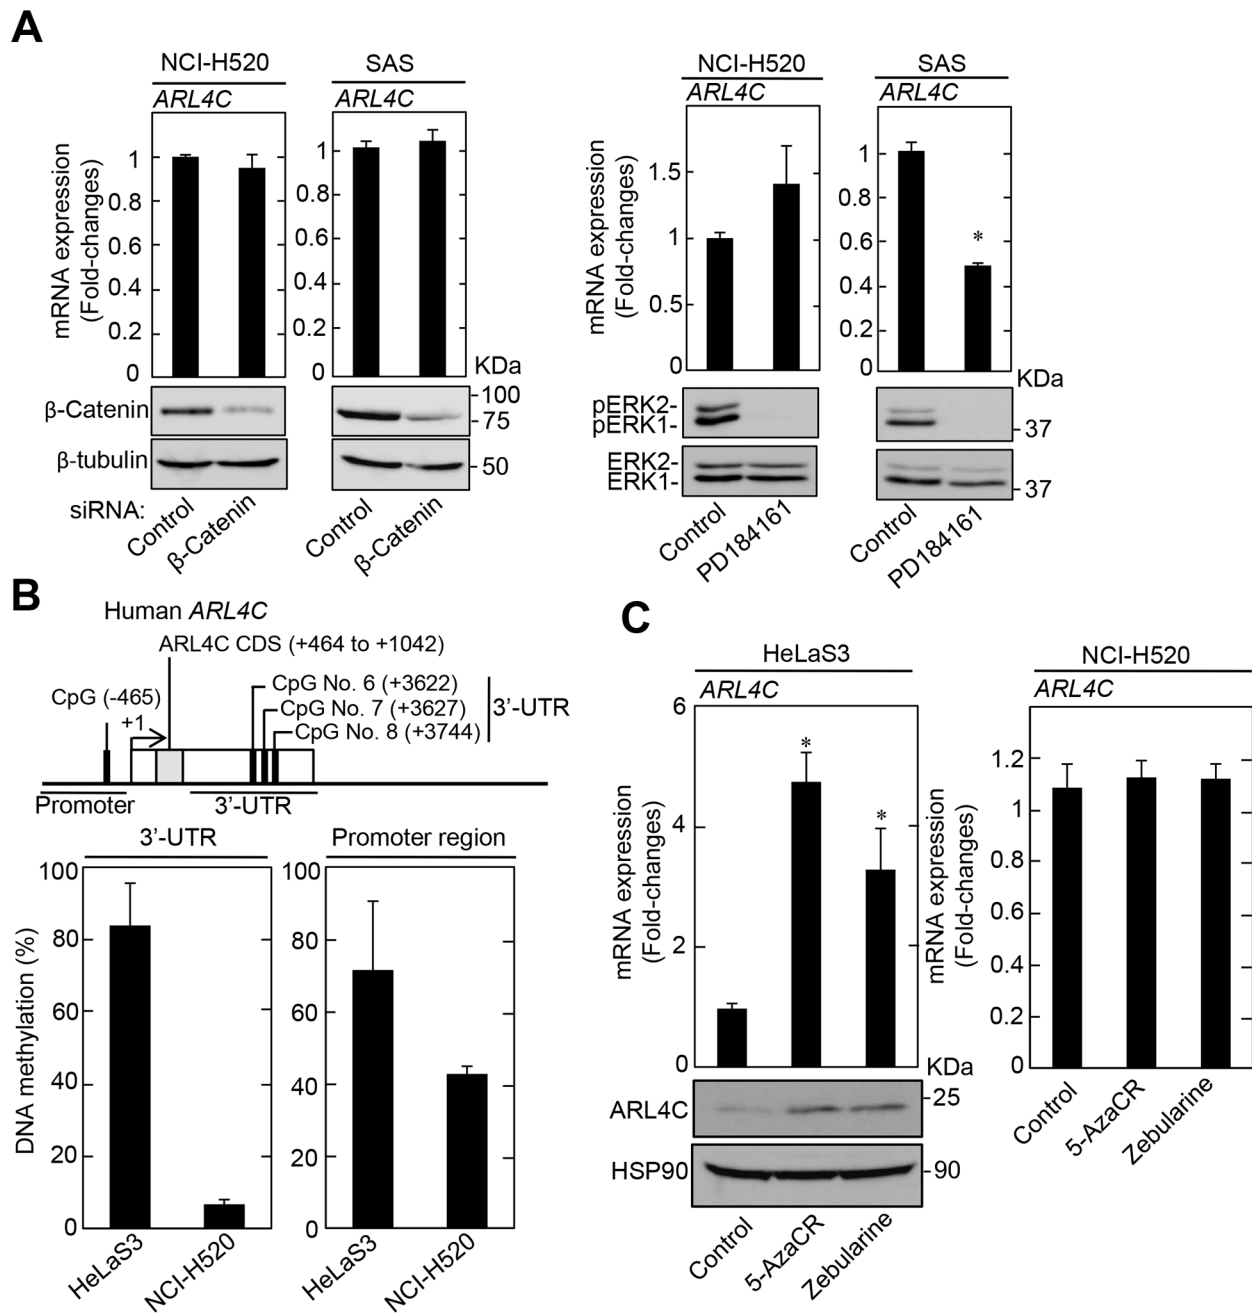 A
NCI-H520
SAS
ARL4C
ARL4C
mRNA expression
(Fold-changes)
1
0.8
0.6
0.4
0.2
0
1
0.8
0.6
0.4
0.2
0
KDa
β-Catenin
100
75
β-tubulin
50
siRNA:
Control
β-Catenin
Control
β-Catenin
NCI-H520
SAS
ARL4C
ARL4C
mRNA expression
(Fold-changes)
1.5
1
0.5
0
1
0.8
0.6
0.4
0.2
0
*
KDa
pERK2-
pERK1-
37
ERK2-
ERK1-
37
Control
PD184161
Control
PD184161
B
Human ARL4C
ARL4C CDS (+464 to +1042)
CpG (-465)
+1
CpG No. 6 (+3622)
CpG No. 7 (+3627)
CpG No. 8 (+3744)
3’-UTR
Promoter
3’-UTR
3’-UTR
Promoter region
DNA methylation (%)
100
80
60
40
20
0
100
80
60
40
20
0
HeLaS3
NCI-H520
HeLaS3
NCI-H520
C
HeLaS3
NCI-H520
ARL4C
ARL4C
mRNA expression
(Fold-changes)
6
4
2
0
*
*
KDa
ARL4C
25
HSP90
90
Control
5-AzaCR
Zebularine
mRNA expression
(Fold-changes)
1.2
1
0.8
0.6
0.4
0.2
0
Control
5-AzaCR
Zebularine